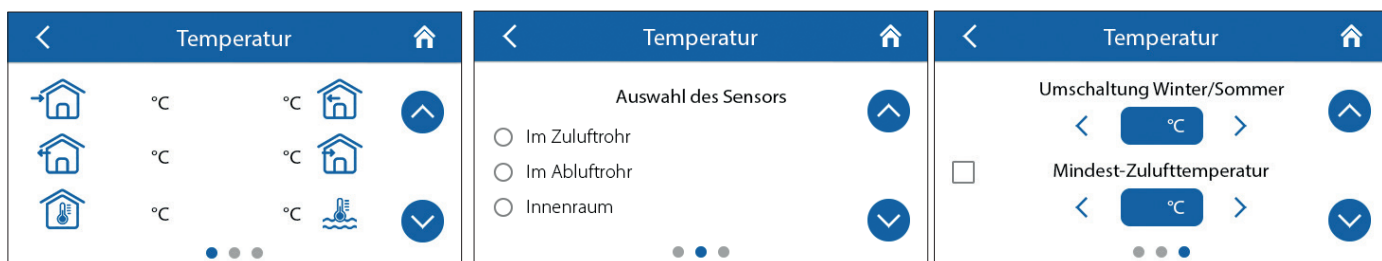 Temperatur
°C °C
°C °C
°C °C
Temperatur
Auswahl des Sensors
Im Zuluftrohr
Im Abluftrohr
Innenraum
Temperatur
Umschaltung Winter/Sommer
°C
Mindest-Zulufttemperatur
°C